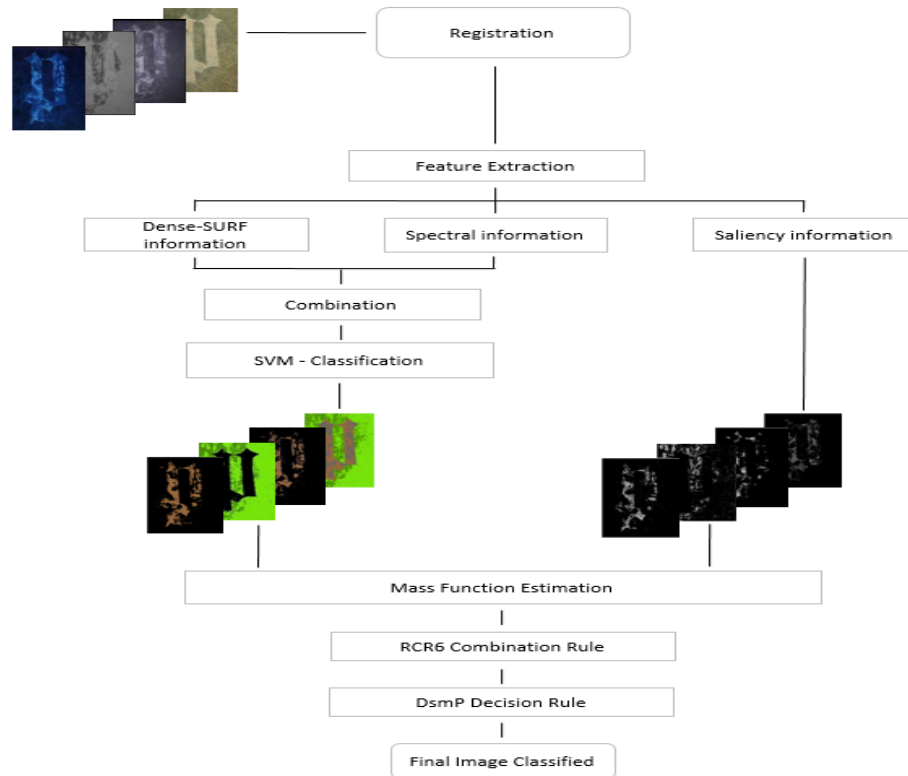 Registration
Feature Extraction
Dense-SURF
information
Spectral information
Saliency information
Combination
SVM - Classification
Mass Function Estimation
RCR6 Combination Rule
DsmP Decision Rule
Final Image Classified